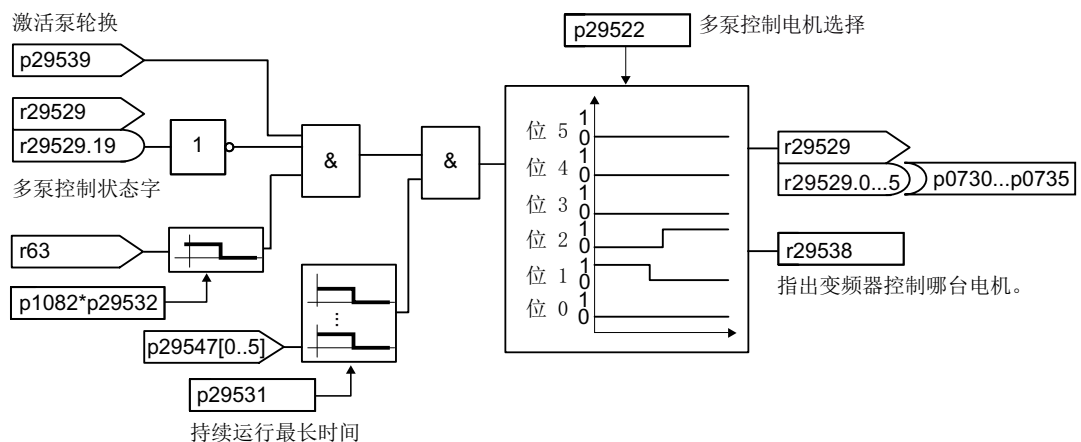 激活泵轮换
p29539
r29529
r29529.19
1
多泵控制状态字
r63
p1082*p29532
&
p29547[0..5]
⋮
p29531
持续运行最长时间
&
p29522
多泵控制电机选择
位 5 1 0
位 4 1 0
位 3 1 0
位 2 1 0
位 1 1 0
位 0 1 0
r29529
r29529.0...5
p0730...p0735
r29538
指出变频器控制哪台电机。